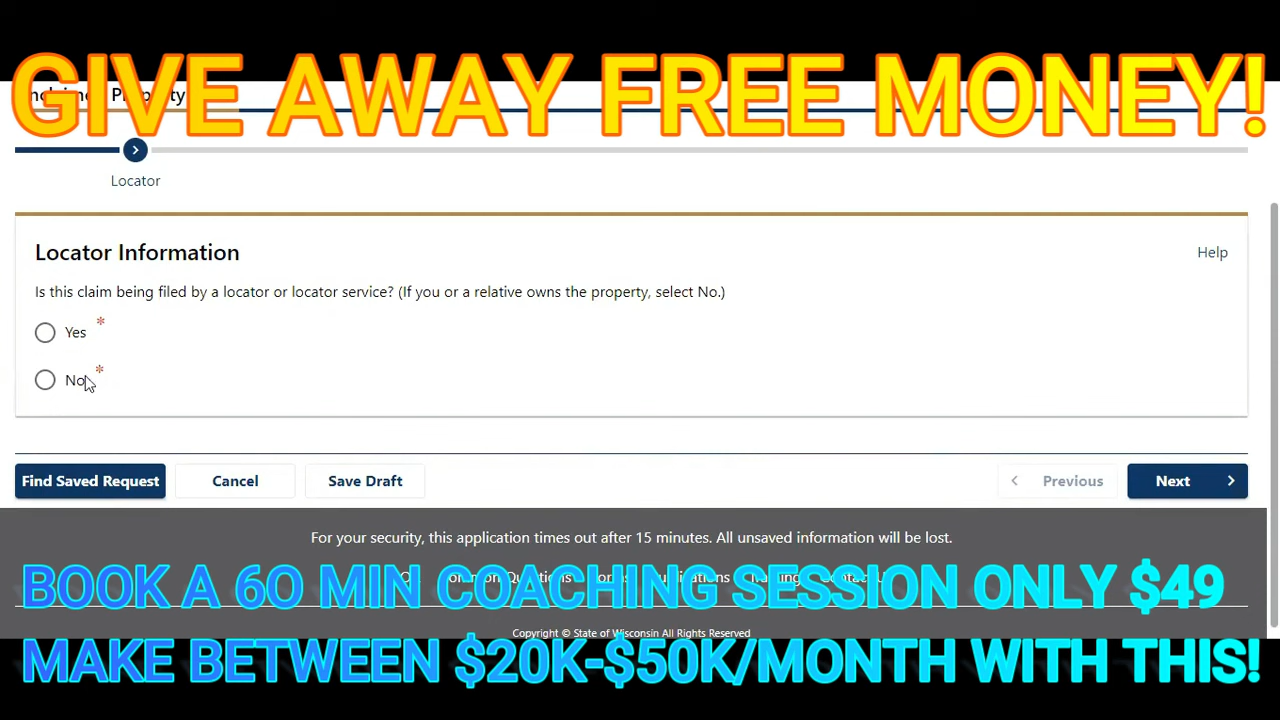 GIVE AWAY FREE MONEY!
Property
Locator
Locator Information
Help
Is this claim being filed by a locator or locator service? (If you or a relative owns the property, select No.)
Yes *
No *
Find Saved Request
Cancel
Save Draft
Previous
Next
For your security, this application times out after 15 minutes. All unsaved information will be lost.
BOOK A 60 MIN COACHING SESSION ONLY $49
Copyright © State of Wisconsin All Rights Reserved
MAKE BETWEEN $20K-$50K/MONTH WITH THIS!